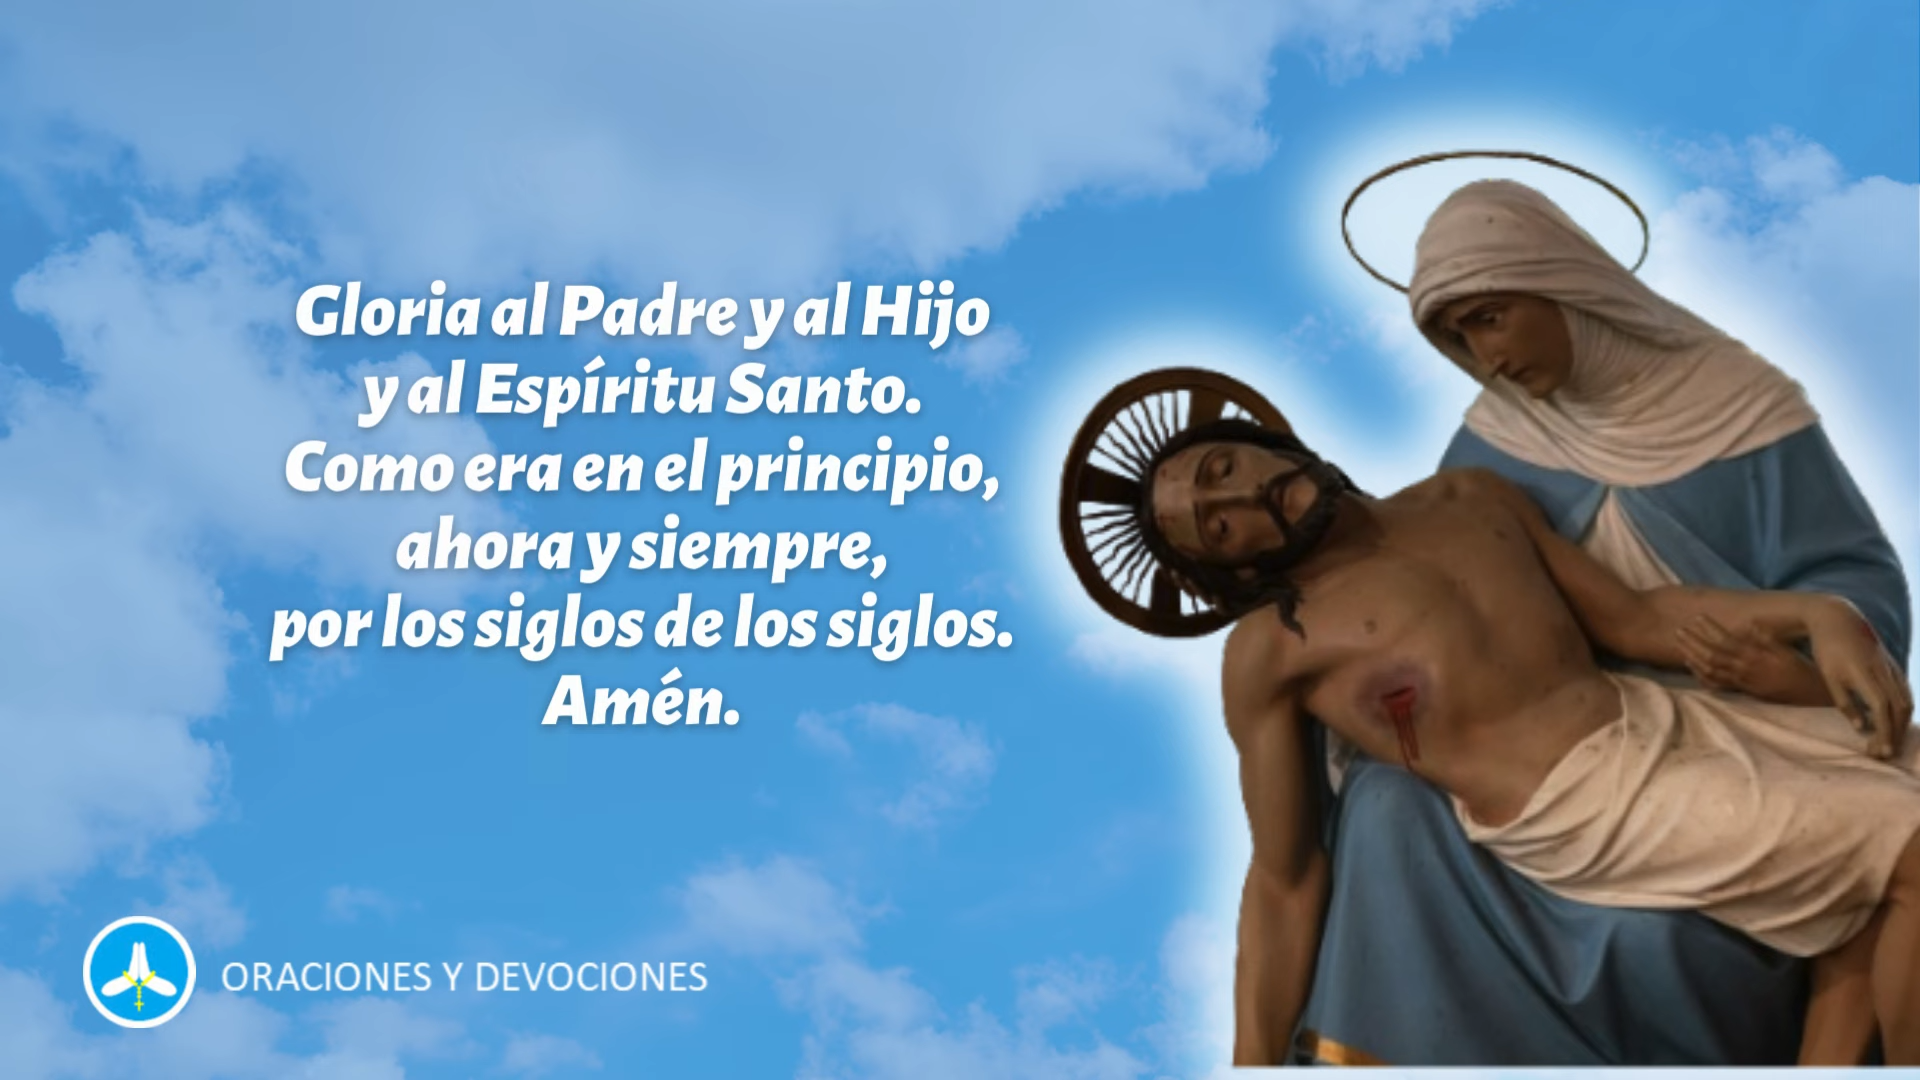 Gloria al Padre y al Hijo
y al Espíritu Santo.
Como era en el principio,
ahora y siempre,
por los siglos de los siglos.
Amén.
ORACIONES Y DEVOCIONES